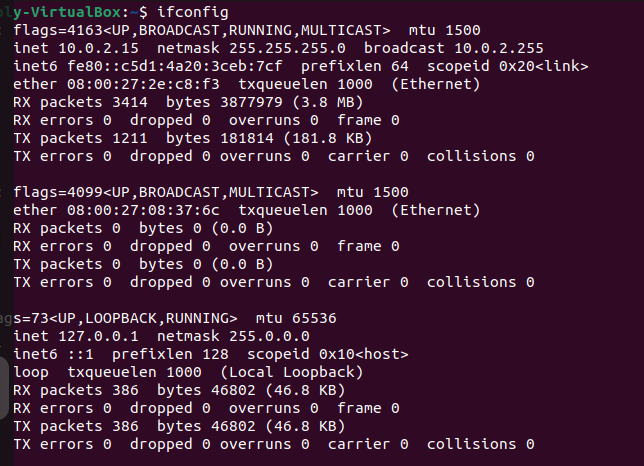 ly-VirtualBox:~$ ifconfig
flags=4163<UP,BROADCAST,RUNNING,MULTICAST>  mtu 1500
inet 10.0.2.15  netmask 255.255.255.0  broadcast 10.0.2.255
inet6 fe80::c5d1:4a20:3ceb:7cf  prefixlen 64  scopeid 0x20<link>
ether 08:00:27:2e:c8:f3  txqueuelen 1000  (Ethernet)
RX packets 3414  bytes 3877979 (3.8 MB)
RX errors 0  dropped 0  overruns 0  frame 0
TX packets 1211  bytes 181814 (181.8 KB)
TX errors 0  dropped 0 overruns 0  carrier 0  collisions 0

flags=4099<UP,BROADCAST,MULTICAST>  mtu 1500
ether 08:00:27:08:37:6c  txqueuelen 1000  (Ethernet)
RX packets 0  bytes 0 (0.0 B)
RX errors 0  dropped 0  overruns 0  frame 0
TX packets 0  bytes 0 (0.0 B)
TX errors 0  dropped 0 overruns 0  carrier 0  collisions 0

ags=73<UP,LOOPBACK,RUNNING>  mtu 65536
inet 127.0.0.1  netmask 255.0.0.0
inet6 ::1  prefixlen 128  scopeid 0x10<host>
loop  txqueuelen 1000  (Local Loopback)
RX packets 386  bytes 46802 (46.8 KB)
RX errors 0  dropped 0  overruns 0  frame 0
TX packets 386  bytes 46802 (46.8 KB)
TX errors 0  dropped 0 overruns 0  carrier 0  collisions 0